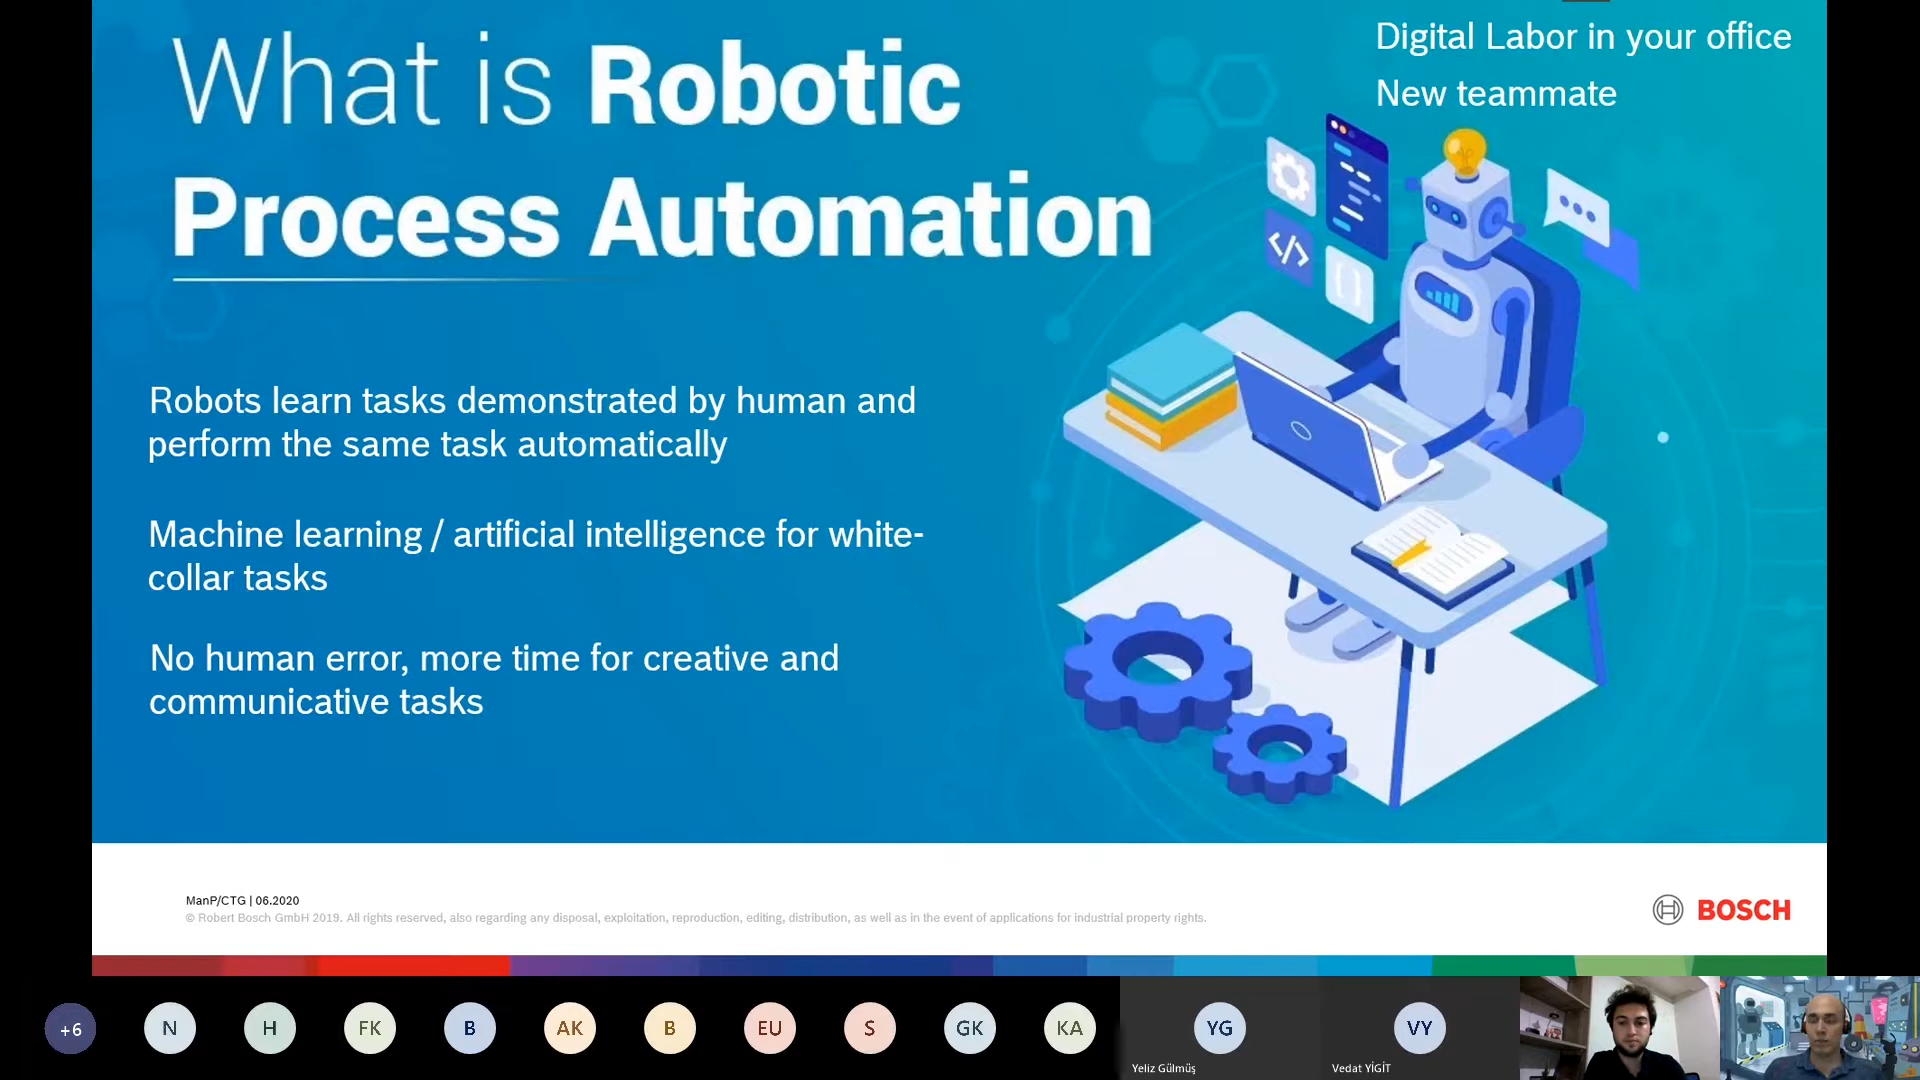 What is Robotic
Process Automation
Digital Labor in your office
New teammate
</>
{ }
Robots learn tasks demonstrated by human and
perform the same task automatically
Machine learning / artificial intelligence for white-
collar tasks
No human error, more time for creative and
communicative tasks
ManP/CTG | 06.2020
© Robert Bosch GmbH 2019. All rights reserved, also regarding any disposal, exploitation, reproduction, editing, distribution, as well as in the event of applications for industrial property rights.
BOSCH
+6
N
H
FK
B
AK
B
EU
S
GK
KA
YG
VY
Yeliz Gülmüş
Vedat YİGİT